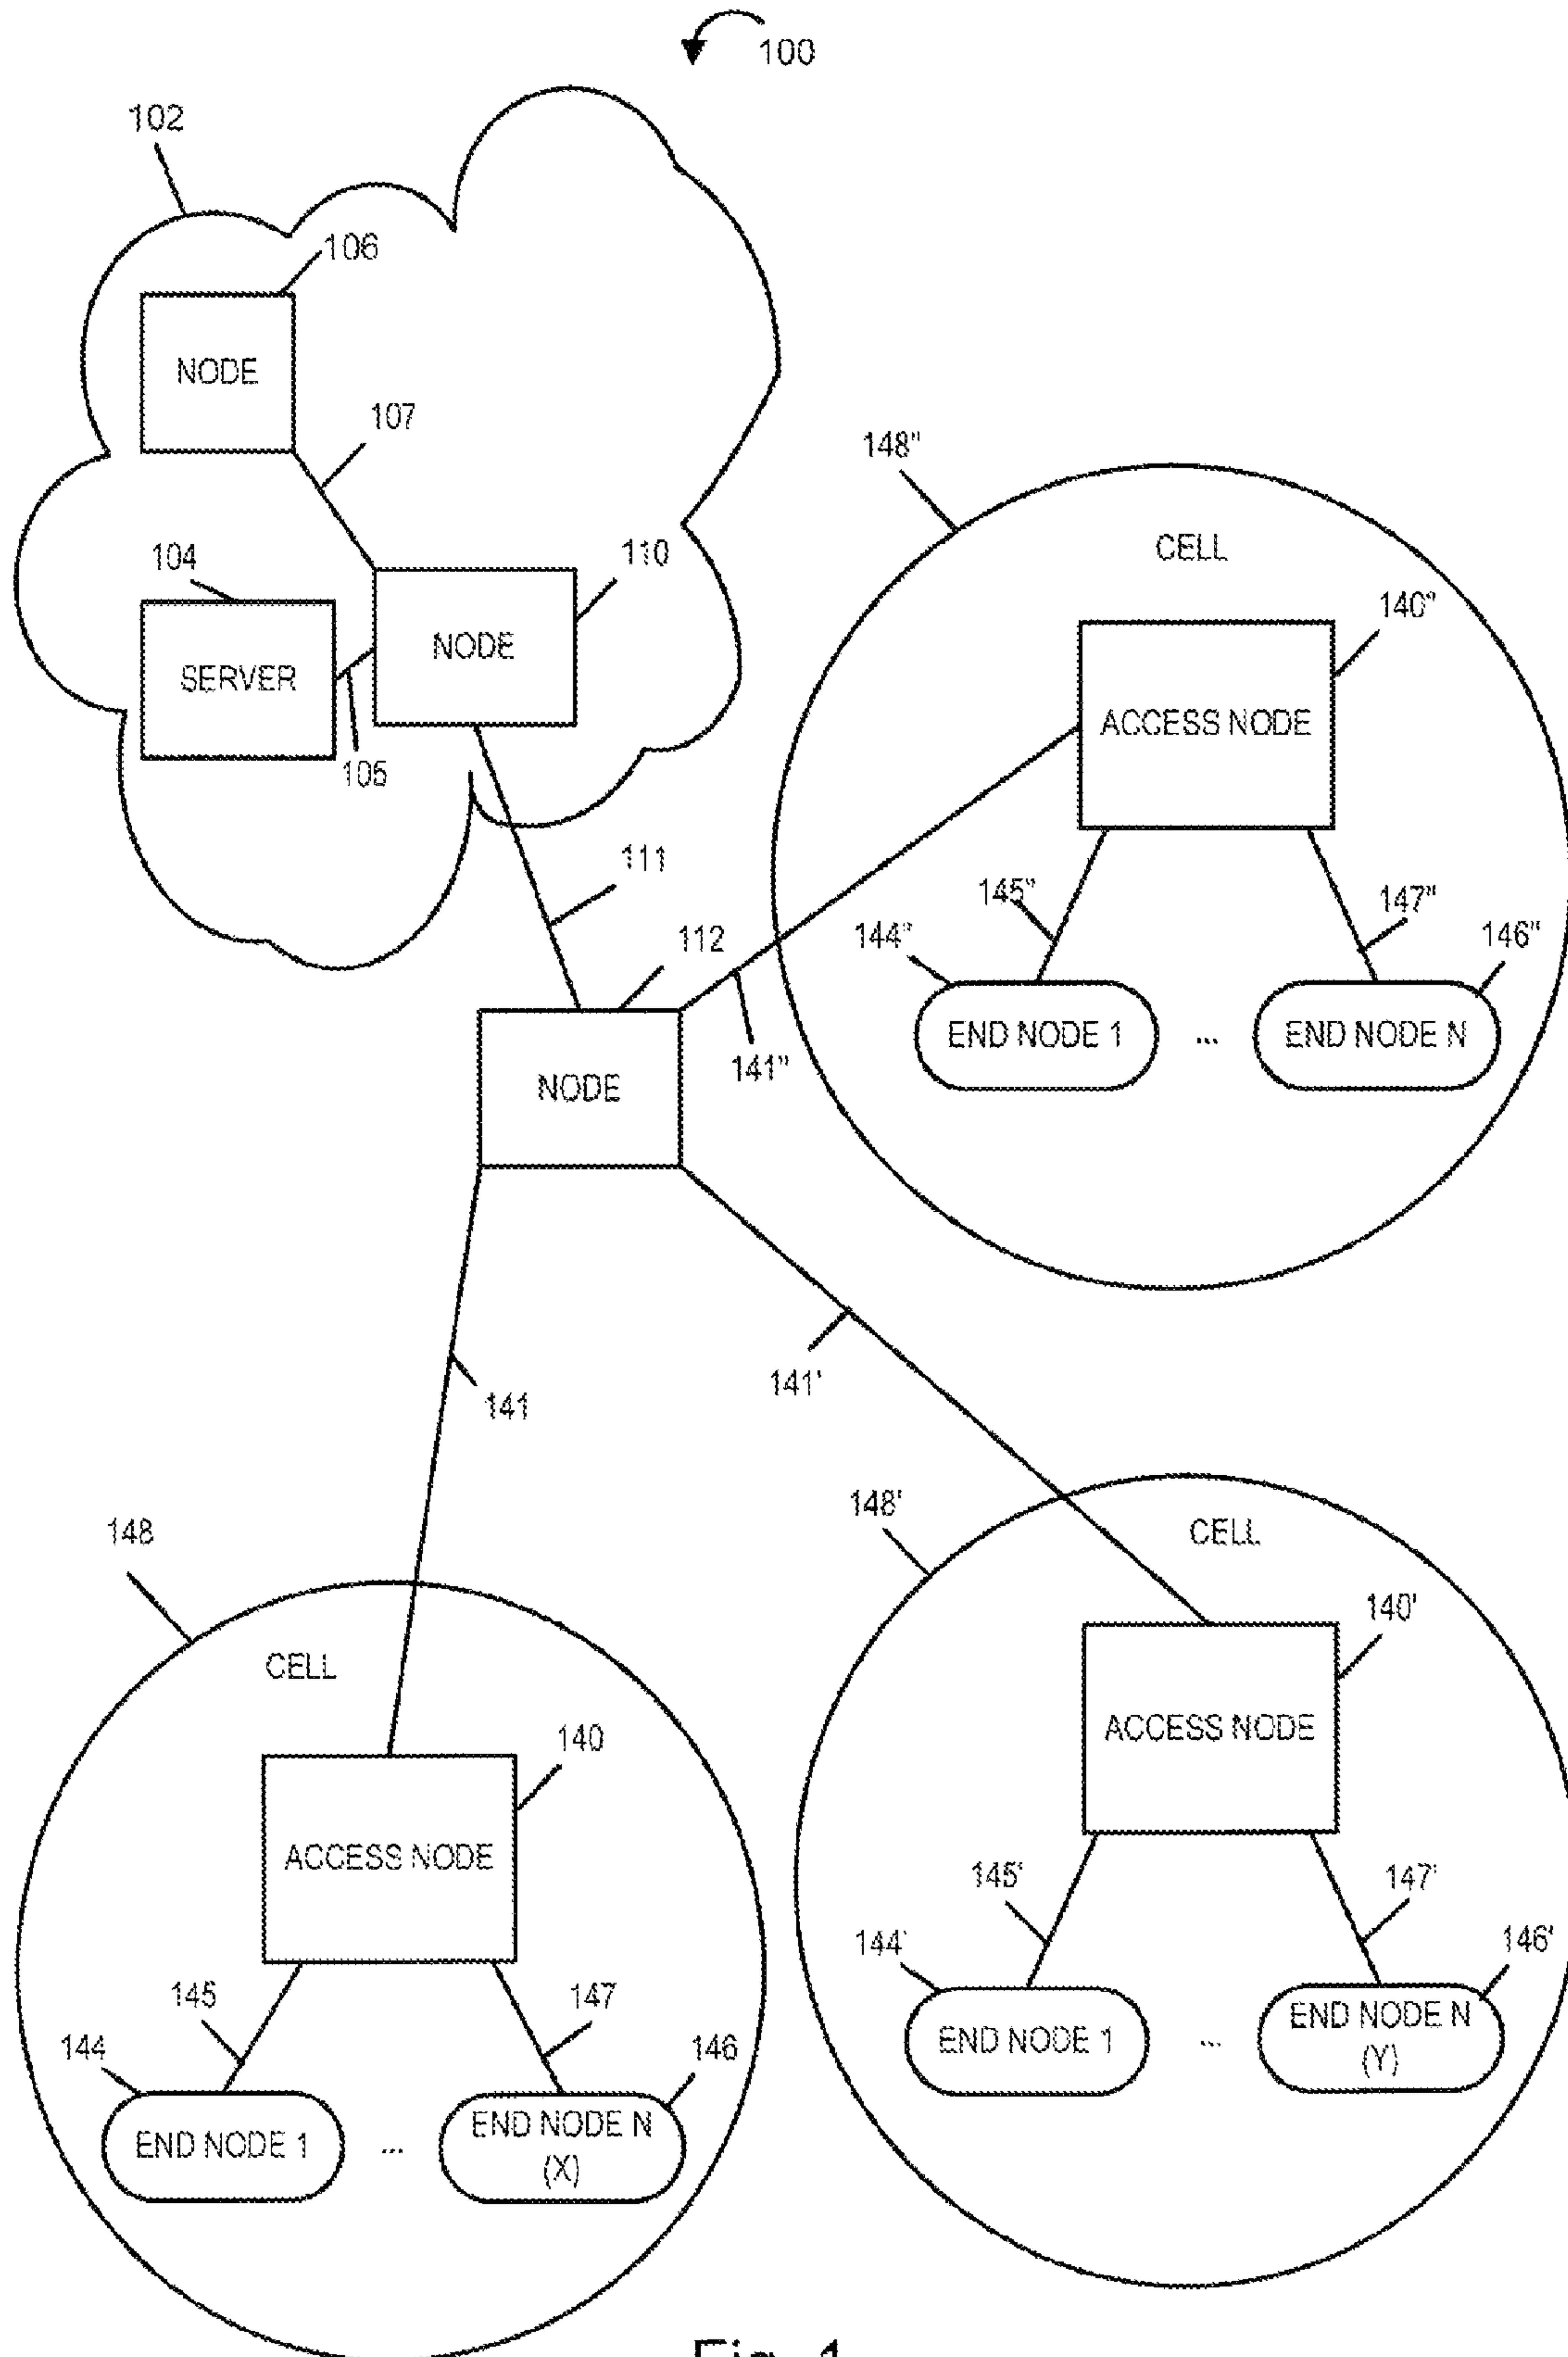 100
102
106
NODE
107
148"
CELL
104
110
140"
SERVER
NODE
ACCESS NODE
105
111
145"
147"
112
144"
146"
END NODE 1
...
END NODE N
141"
NODE
141'
141
148'
148
CELL
CELL
140'
140
ACCESS NODE
ACCESS NODE
145'
147'
144'
146'
145
147
END NODE 1
...
END NODE N
(Y)
144
146
END NODE 1
...
END NODE N
(X)
Fig. 1